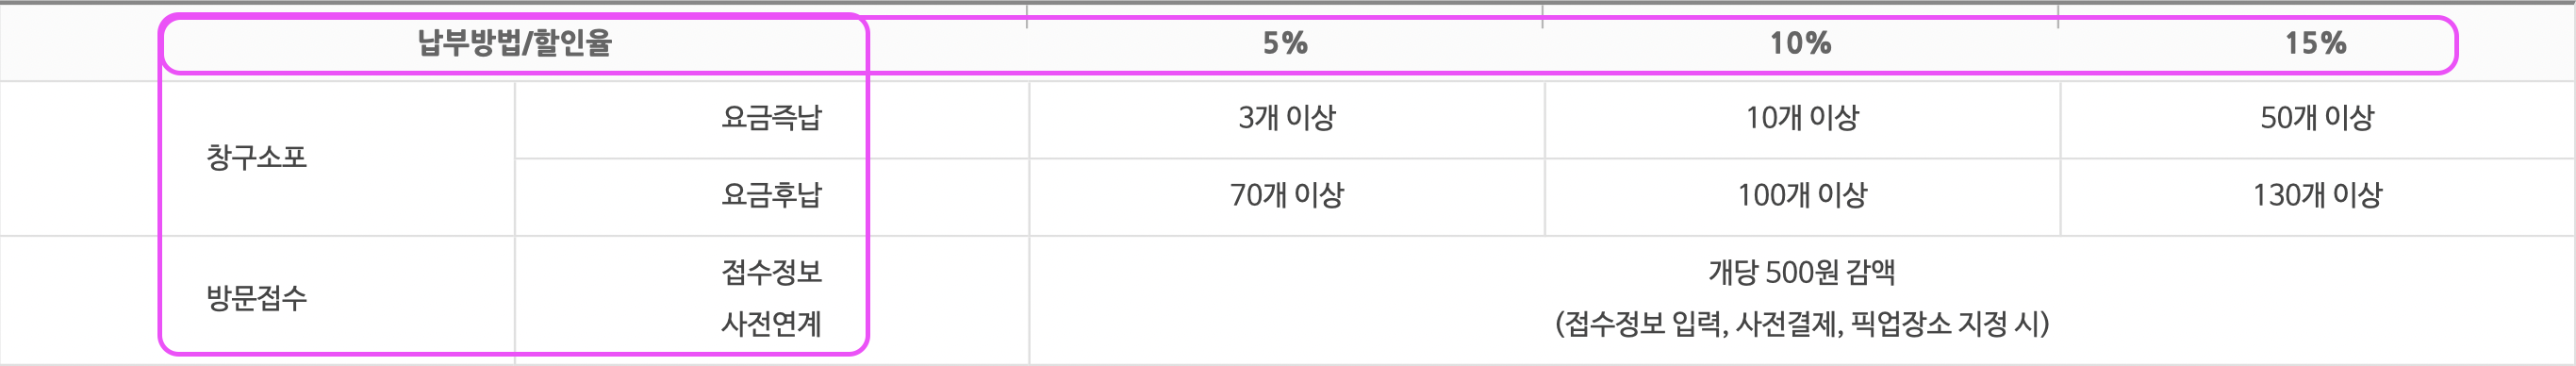 납부방법/할인율 5% 10% 15%
창구소포 요금즉납 3개 이상 10개 이상 50개 이상
요금후납 70개 이상 100개 이상 130개 이상
방문접수 접수정보
사전연계
개당 500원 감액
(접수정보 입력, 사전결제, 픽업장소 지정 시)